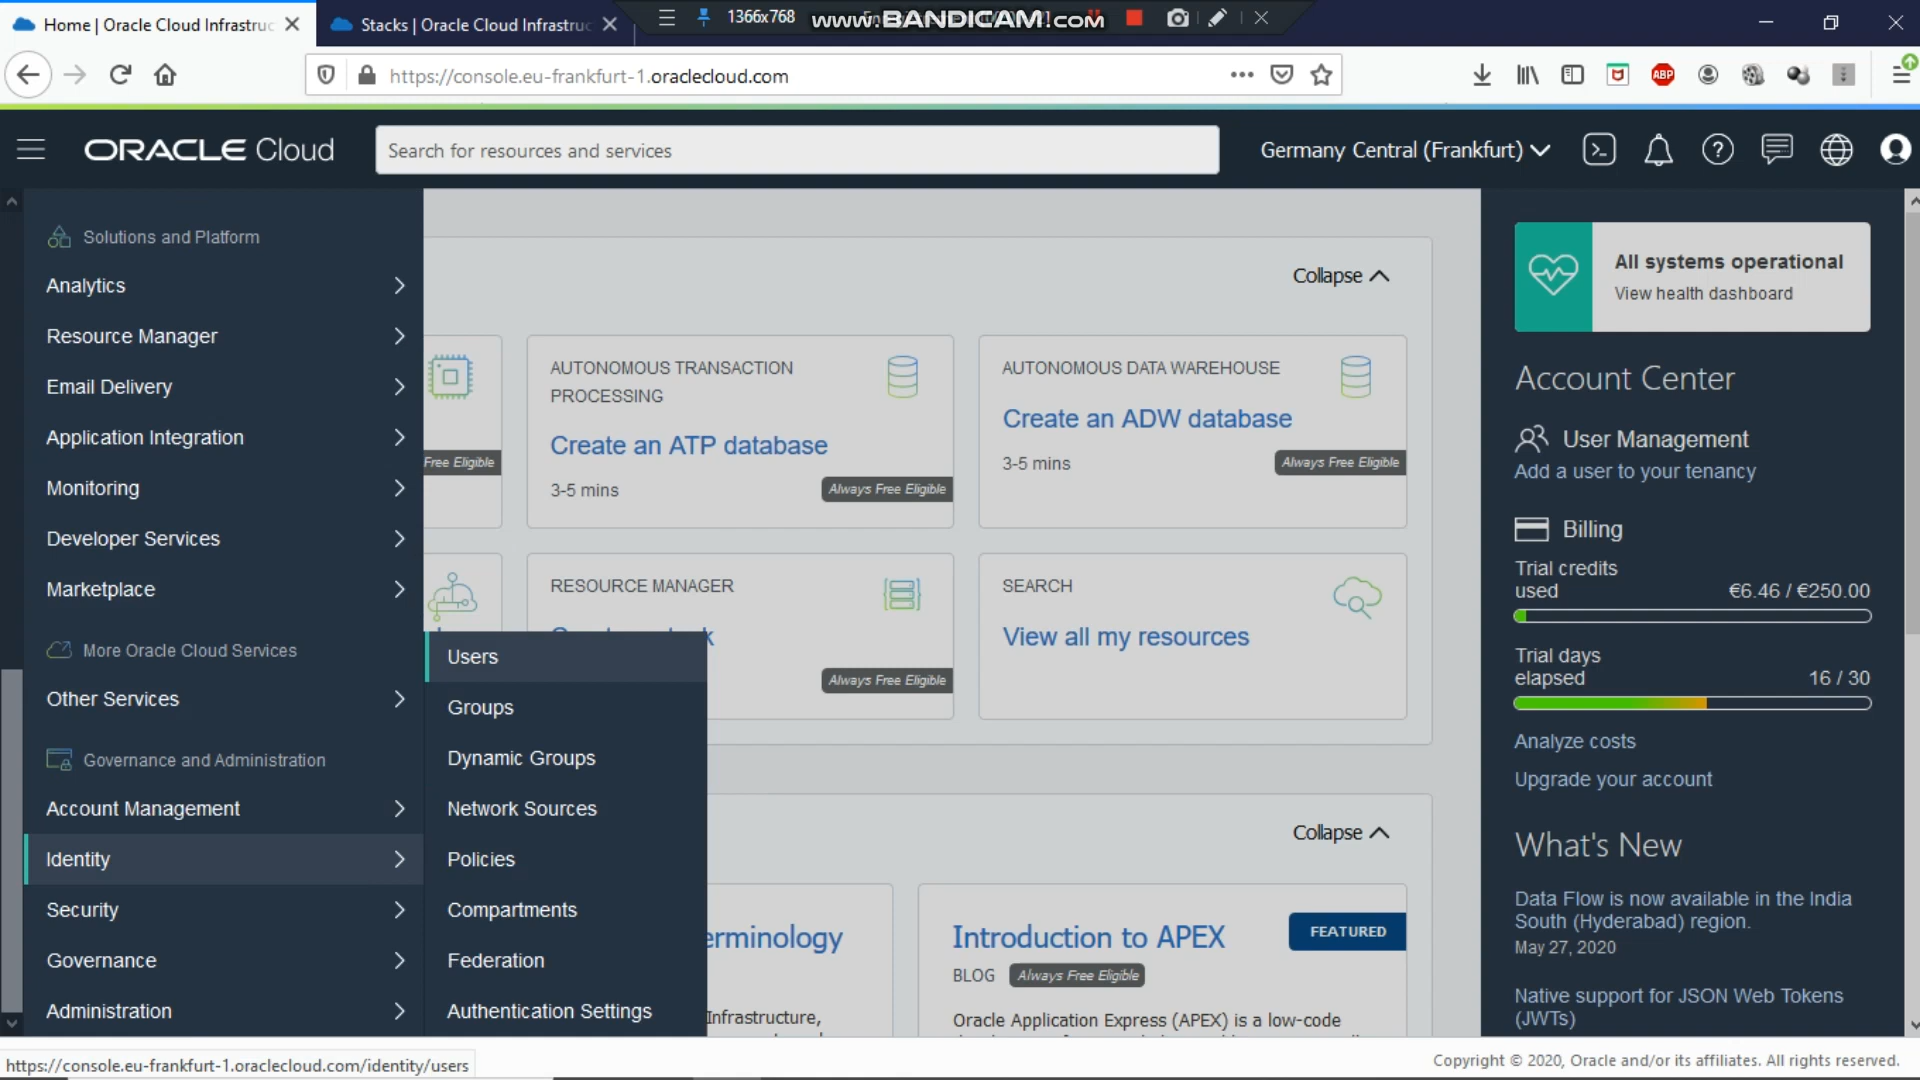 Home | Oracle Cloud Infrastruc
Stacks | Oracle Cloud Infrastruc
1366x768
www.BANDICAM.com
https://console.eu-frankfurt-1.oraclecloud.com
ABP
ORACLE Cloud
Search for resources and services
Germany Central (Frankfurt)
Solutions and Platform
Analytics
Resource Manager
Email Delivery
Application Integration
Monitoring
Developer Services
Marketplace
More Oracle Cloud Services
Other Services
Governance and Administration
Account Management
Identity
Security
Governance
Administration
Users
Groups
Dynamic Groups
Network Sources
Policies
Compartments
Federation
Authentication Settings
Collapse
Free Eligible
AUTONOMOUS TRANSACTION
PROCESSING
Create an ATP database
3-5 mins
Always Free Eligible
AUTONOMOUS DATA WAREHOUSE
Create an ADW database
3-5 mins
Always Free Eligible
RESOURCE MANAGER
Always Free Eligible
SEARCH
View all my resources
Collapse
erminology
Infrastructure,
Introduction to APEX
FEATURED
BLOG
Always Free Eligible
Oracle Application Express (APEX) is a low-code
All systems operational
View health dashboard
Account Center
User Management
Add a user to your tenancy
Billing
Trial credits
used €6.46 / €250.00
Trial days
elapsed 16 / 30
Analyze costs
Upgrade your account
What's New
Data Flow is now available in the India
South (Hyderabad) region.
May 27, 2020
Native support for JSON Web Tokens
(JWTs)
https://console.eu-frankfurt-1.oraclecloud.com/identity/users
Copyright © 2020, Oracle and/or its affiliates. All rights reserved.